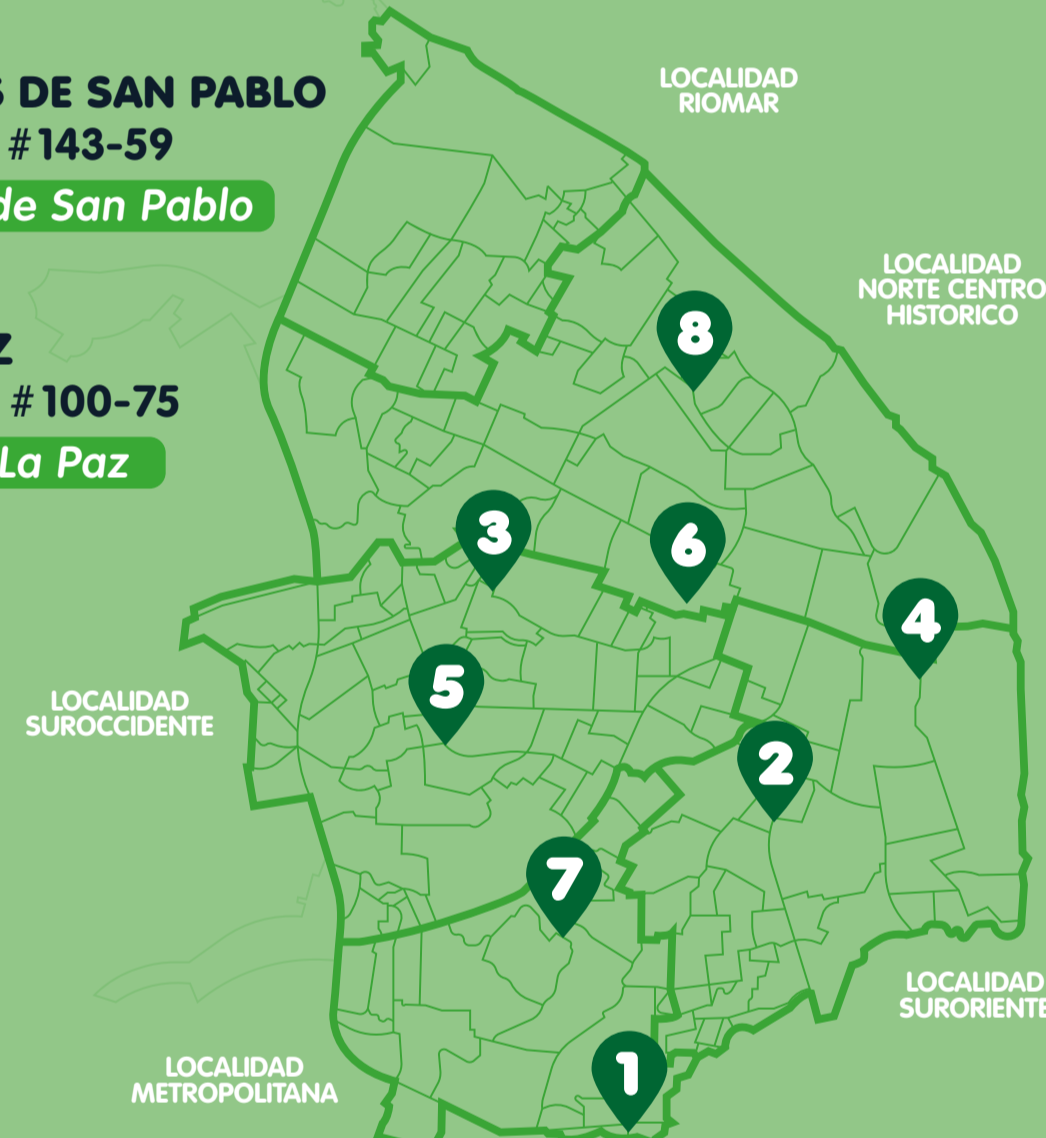 S DE SAN PABLO
#143-59
de San Pablo
Z
#100-75
La Paz
LOCALIDAD
RIOMAR
LOCALIDAD
NORTE CENTRO
HISTORICO
8
3
6
4
5
LOCALIDAD
SUROCCIDENTE
2
7
LOCALIDAD
SURORIENTE
LOCALIDAD
METROPOLITANA
1